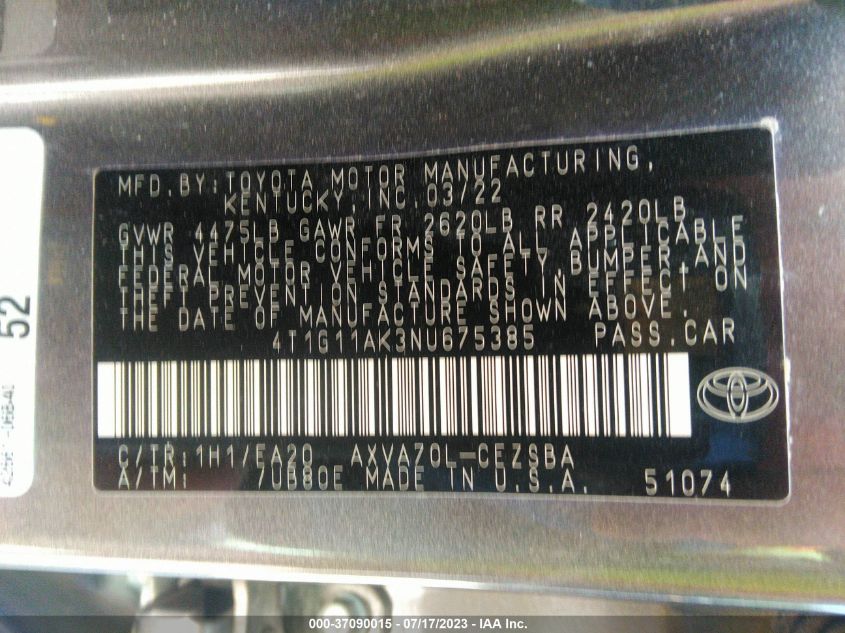 MFD. BY: TOYOTA MOTOR MANUFACTURING,
KENTUCKY, INC. 03/22
GVWR 4475LB GAWR FR 2620LB RR 2420LB
THIS VEHICLE CONFORMS TO ALL APPLICABLE
FEDERAL MOTOR VEHICLE SAFETY, BUMPER, AND
THEFT PREVENTION STANDARDS IN EFFECT ON
THE DATE OF MANUFACTURE SHOWN ABOVE.
4T1G11AK3NU675385 PASS. CAR
C/TR: 1H1/EA20 AXVA70L-CEZSBA
A/TM: /UB80E MADE IN U.S.A. 51074
52
000-37090015 - 07/17/2023 - IAA Inc.